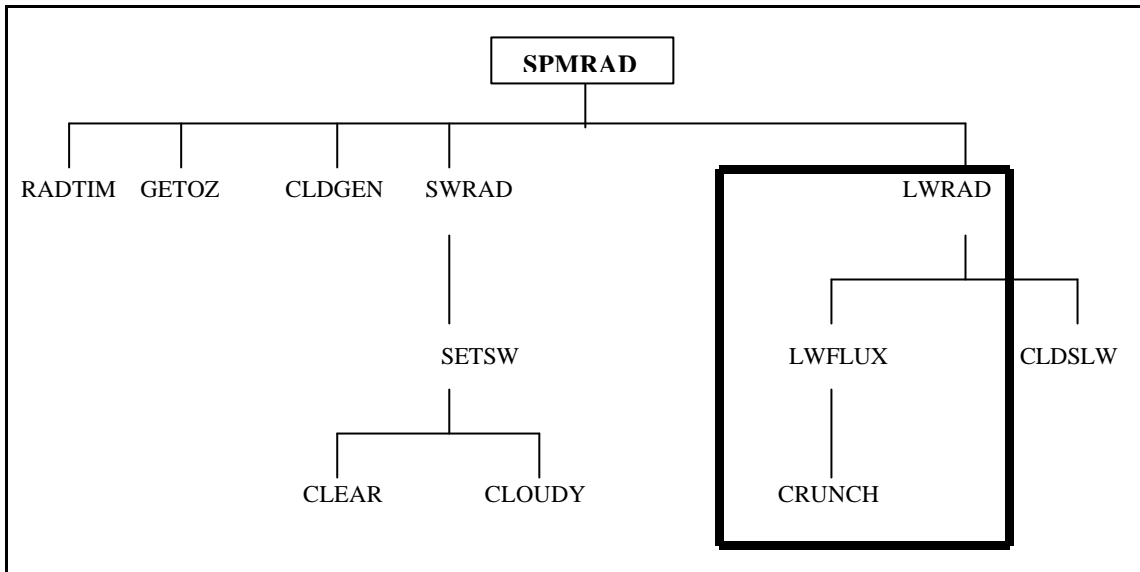 SPMRAD
RADTIM GETOZ CLDGEN SWRAD LWRAD
SETSW LWFLUX CLDSLW
CLEAR CLOUDY CRUNCH